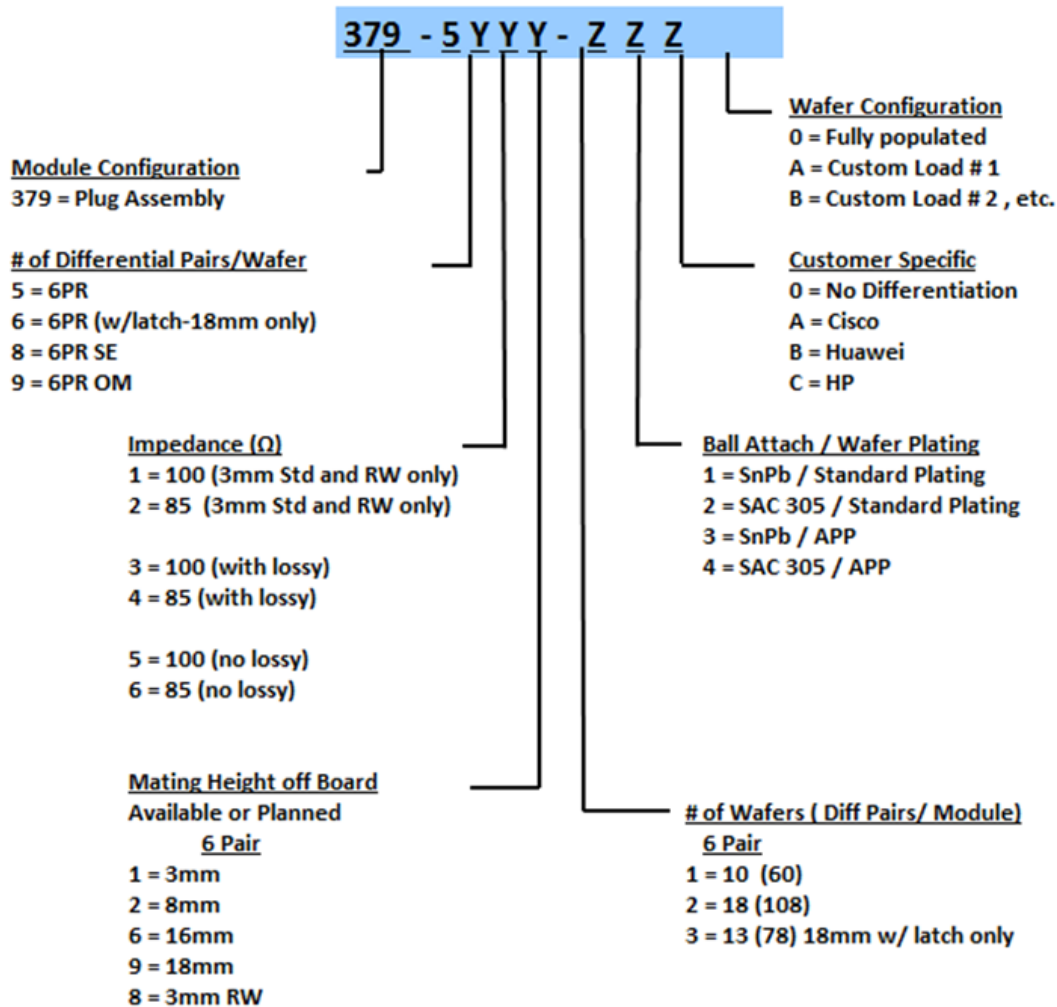 379 - 5 Y Y Y - Z Z Z
Wafer Configuration
0 = Fully populated
A = Custom Load # 1
B = Custom Load # 2 , etc.
Module Configuration
379 = Plug Assembly
# of Differential Pairs/Wafer
5 = 6PR
6 = 6PR (w/latch-18mm only)
8 = 6PR SE
9 = 6PR OM
Customer Specific
0 = No Differentiation
A = Cisco
B = Huawei
C = HP
Impedance (Ω)
1 = 100 (3mm Std and RW only)
2 = 85 (3mm Std and RW only)
3 = 100 (with lossy)
4 = 85 (with lossy)
5 = 100 (no lossy)
6 = 85 (no lossy)
Ball Attach / Wafer Plating
1 = SnPb / Standard Plating
2 = SAC 305 / Standard Plating
3 = SnPb / APP
4 = SAC 305 / APP
Mating Height off Board
Available or Planned
6 Pair
1 = 3mm
2 = 8mm
6 = 16mm
9 = 18mm
8 = 3mm RW
# of Wafers ( Diff Pairs/ Module)
6 Pair
1 = 10 (60)
2 = 18 (108)
3 = 13 (78) 18mm w/ latch only